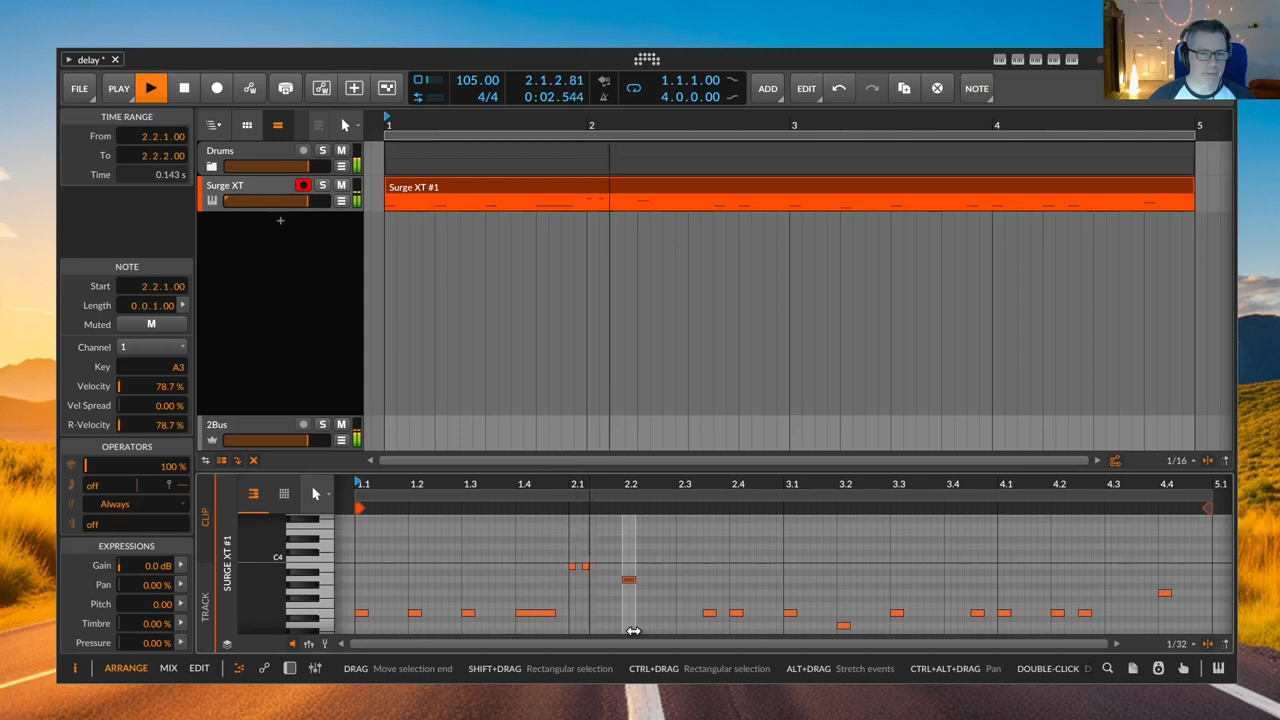 delay *
FILE PLAY 105.00 4/4 2.1.2.81 0:02.544 1.1.1.00 4.0.0.00 ADD EDIT NOTE
TIME RANGE
From 2.2.1.00
To 2.2.2.00
Time 0.143 s
1 2 3 4 5
Drums S M
Surge XT S M
Surge XT #1
NOTE
Start 2.2.1.00
Length 0.0.1.00
Muted M
Channel 1
Key A3
Velocity 78.7 %
Vel Spread 0.00 %
R-Velocity 78.7 %
2Bus S M
OPERATORS
100 %
off
Always
off
1/16
EXPRESSIONS
Gain 0.0 dB
Pan 0.00 %
Pitch 0.00
Timbre 0.00 %
Pressure 0.00 %
CLIP
TRACK
SURGE XT #1
1.1 1.2 1.3 1.4 2.1 2.2 2.3 2.4 3.1 3.2 3.3 3.4 4.1 4.2 4.3 4.4 5.1
C4
1/32
i ARRANGE MIX EDIT DRAG Move selection end SHIFT+DRAG Rectangular selection CTRL+DRAG Rectangular selection ALT+DRAG Stretch events CTRL+ALT+DRAG Pan DOUBLE-CLICK D